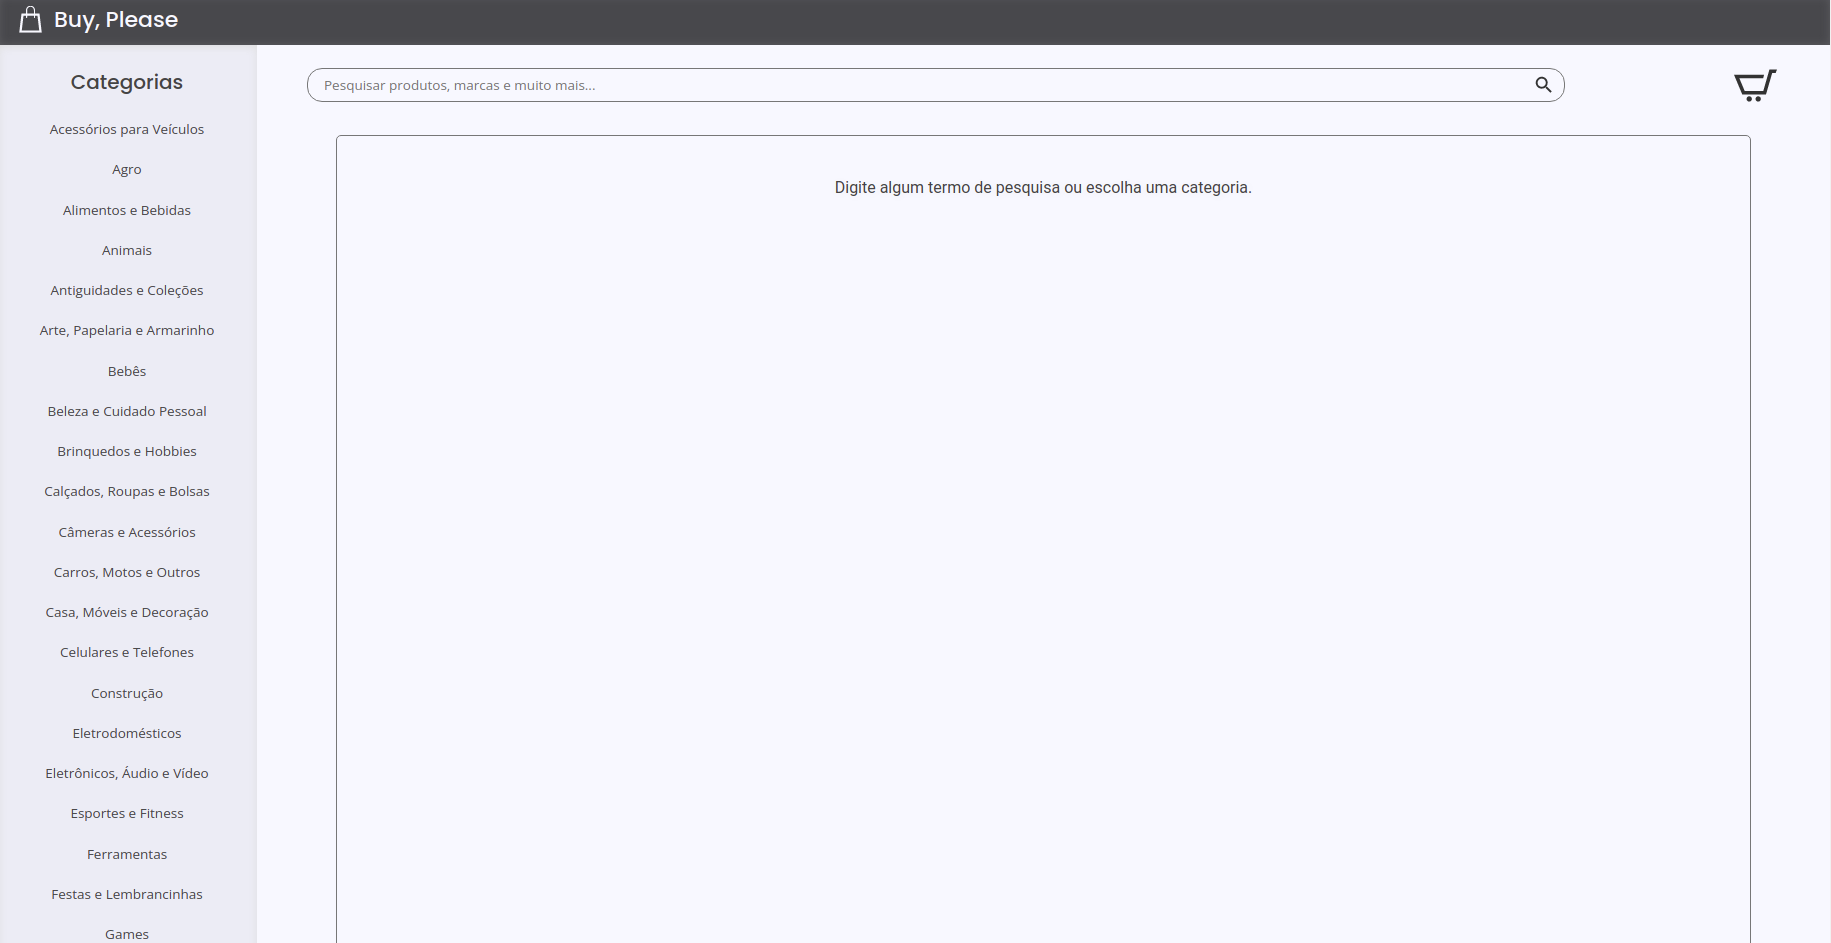 Buy, Please
Categorias
Acessórios para Veículos
Agro
Alimentos e Bebidas
Animais
Antiguidades e Coleções
Arte, Papelaria e Armarinho
Bebês
Beleza e Cuidado Pessoal
Brinquedos e Hobbies
Calçados, Roupas e Bolsas
Câmeras e Acessórios
Carros, Motos e Outros
Casa, Móveis e Decoração
Celulares e Telefones
Construção
Eletrodomésticos
Eletrônicos, Áudio e Vídeo
Esportes e Fitness
Ferramentas
Festas e Lembrancinhas
Games
Pesquisar produtos, marcas e muito mais...
Digite algum termo de pesquisa ou escolha uma categoria.